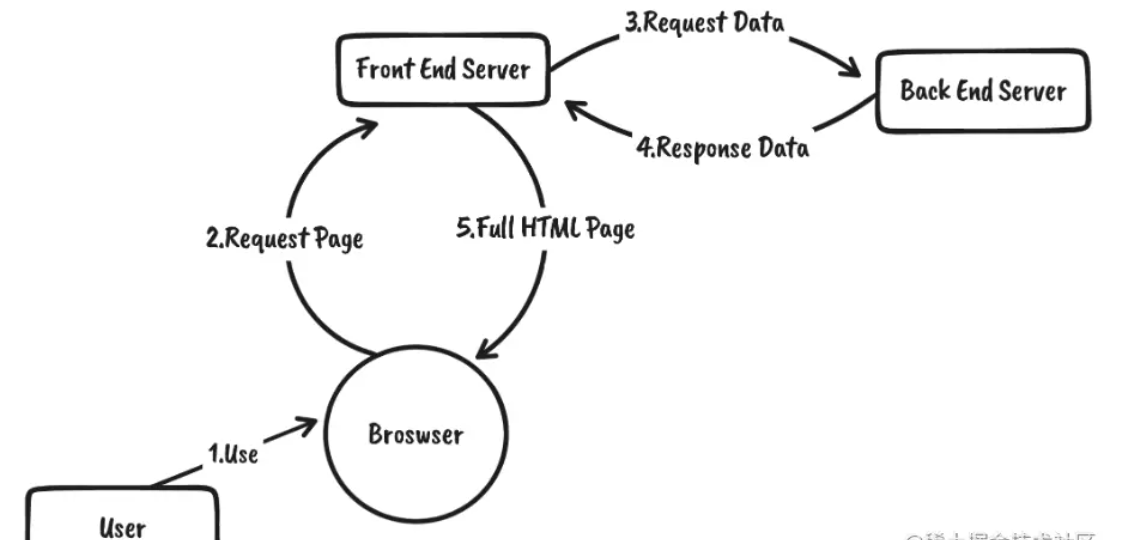 3.Request Data
Front End Server
Back End Server
4.Response Data
2.Request Page
5.Full HTML Page
Broswser
1.Use
User